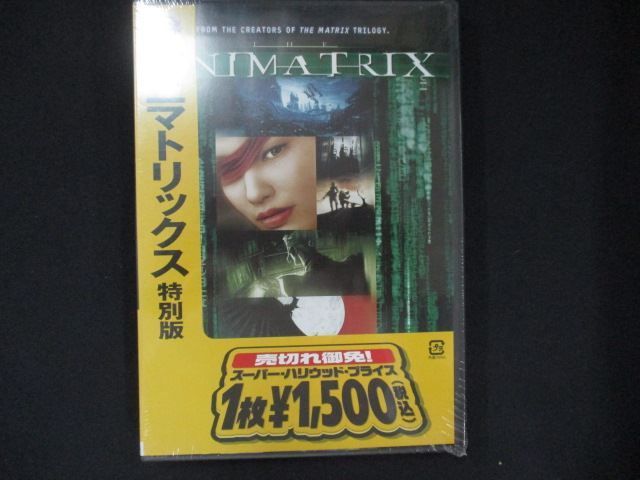 FROM THE CREATORS OF THE MATRIX TRILOGY.
THE
NIMATRIX
ニマトリックス 特別版
売切れ御免!
スーパー・ハリウッド・プライス
1枚¥1,500(税込)